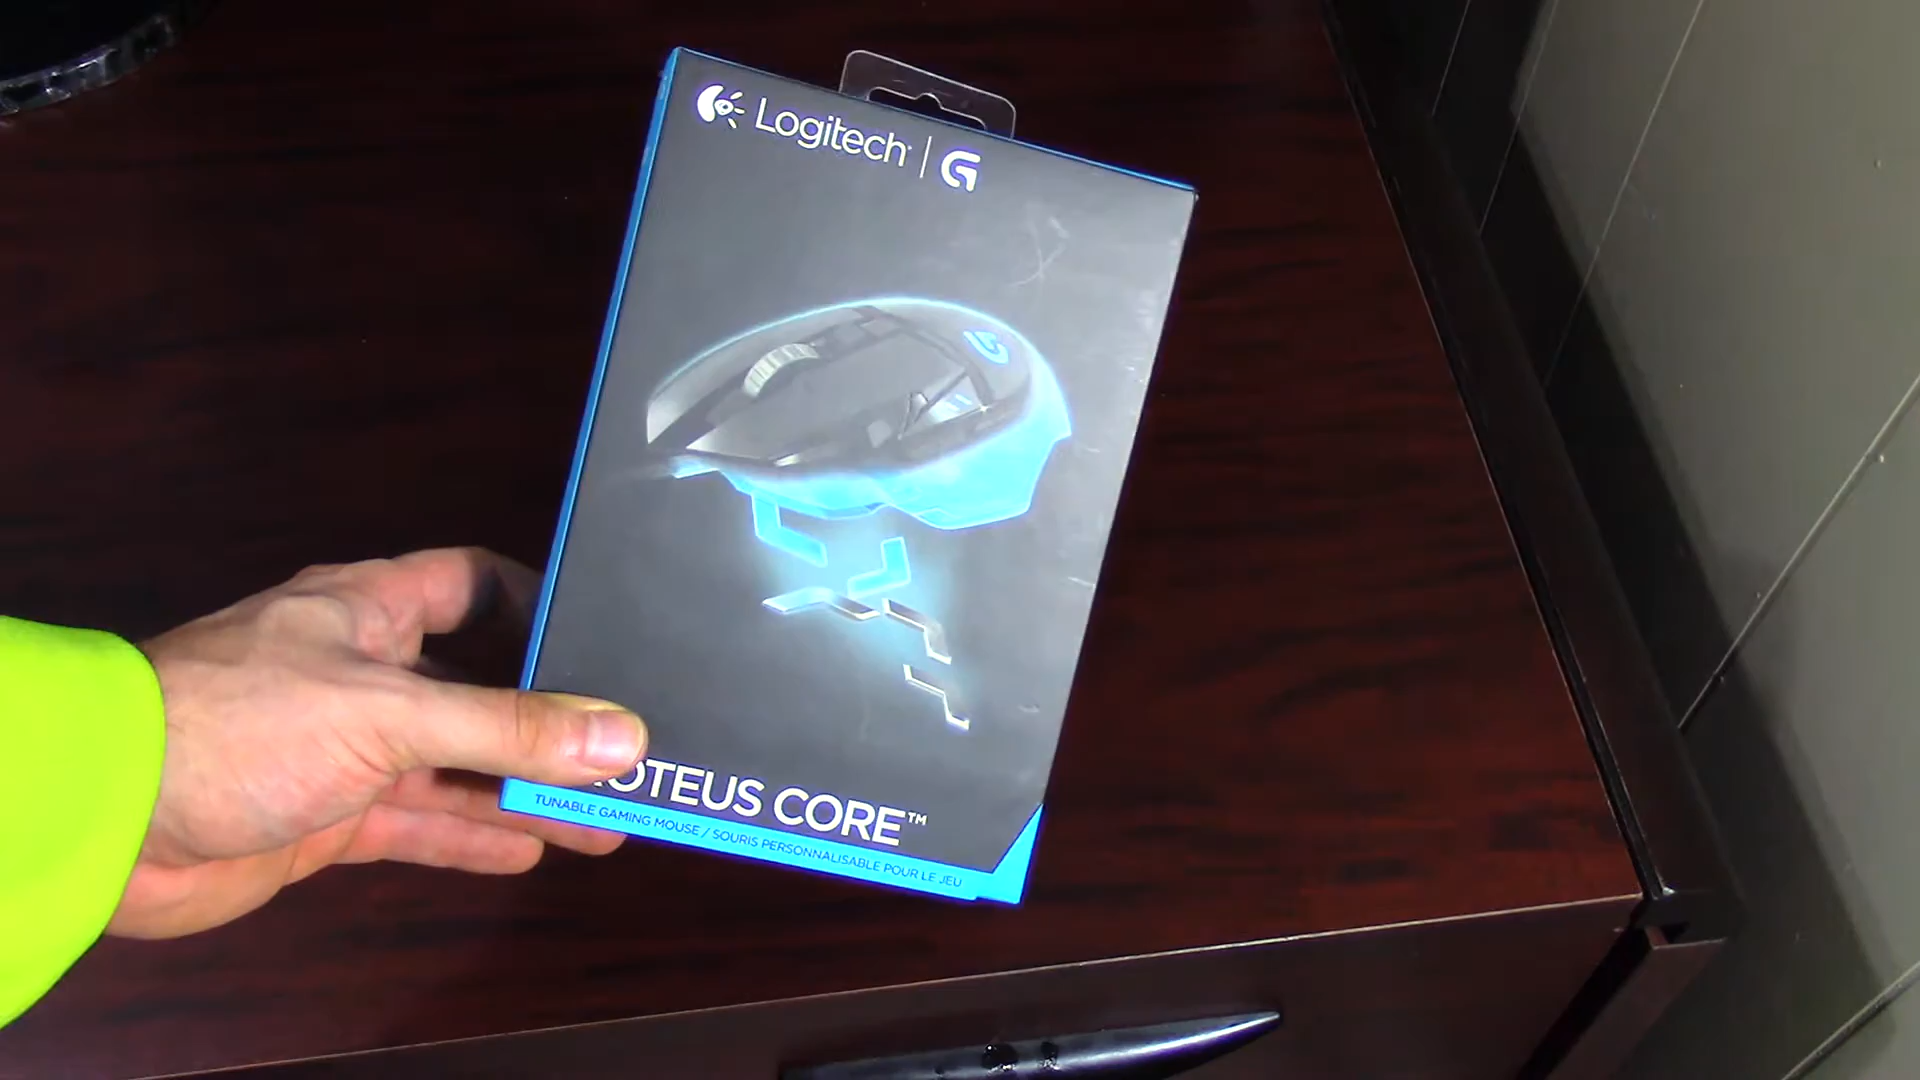 Logitech | G
OTEUS CORE™
TUNABLE GAMING MOUSE / SOURIS PERSONNALISABLE POUR LE JEU